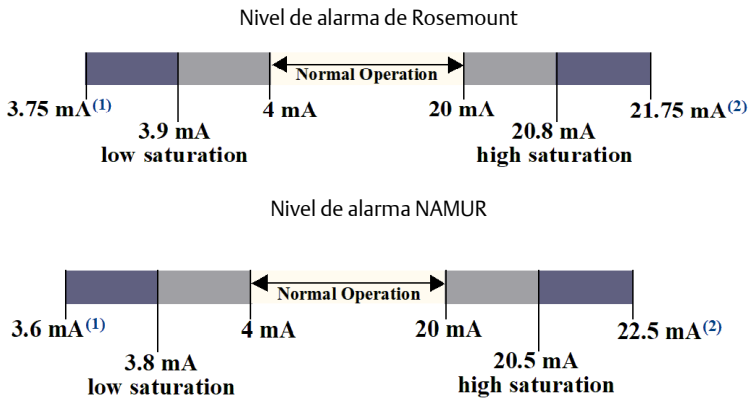 Nivel de alarma de Rosemount
Normal Operation
3.75 mA(1) 4 mA 20 mA 21.75 mA(2)
3.9 mA 20.8 mA
low saturation high saturation
Nivel de alarma NAMUR
Normal Operation
3.6 mA(1) 4 mA 20 mA 22.5 mA(2)
3.8 mA 20.5 mA
low saturation high saturation